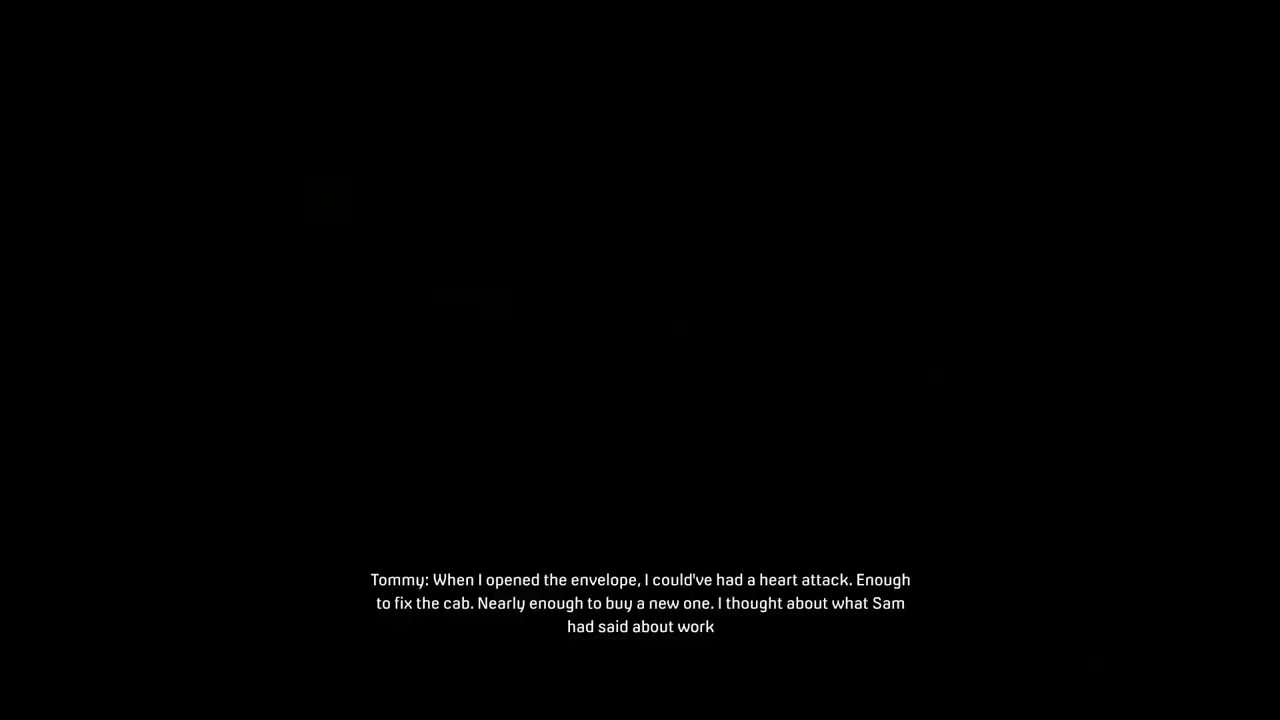 Tommy: When I opened the envelope, I could've had a heart attack. Enough
to fix the cab. Nearly enough to buy a new one. I thought about what Sam
had said about work